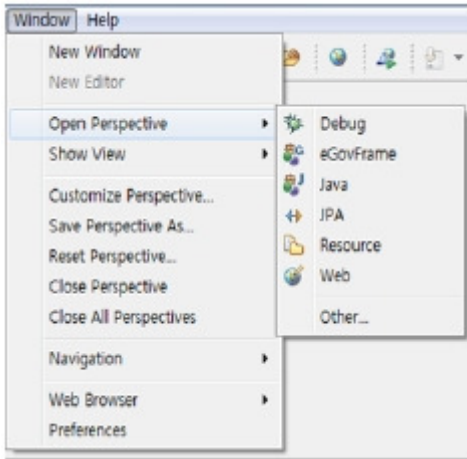 Window Help
New Window
New Editor
Open Perspective
Show View
Customize Perspective...
Save Perspective As...
Reset Perspective...
Close Perspective
Close All Perspectives
Navigation
Web Browser
Preferences
Debug
eGovFrame
Java
JPA
Resource
Web
Other...